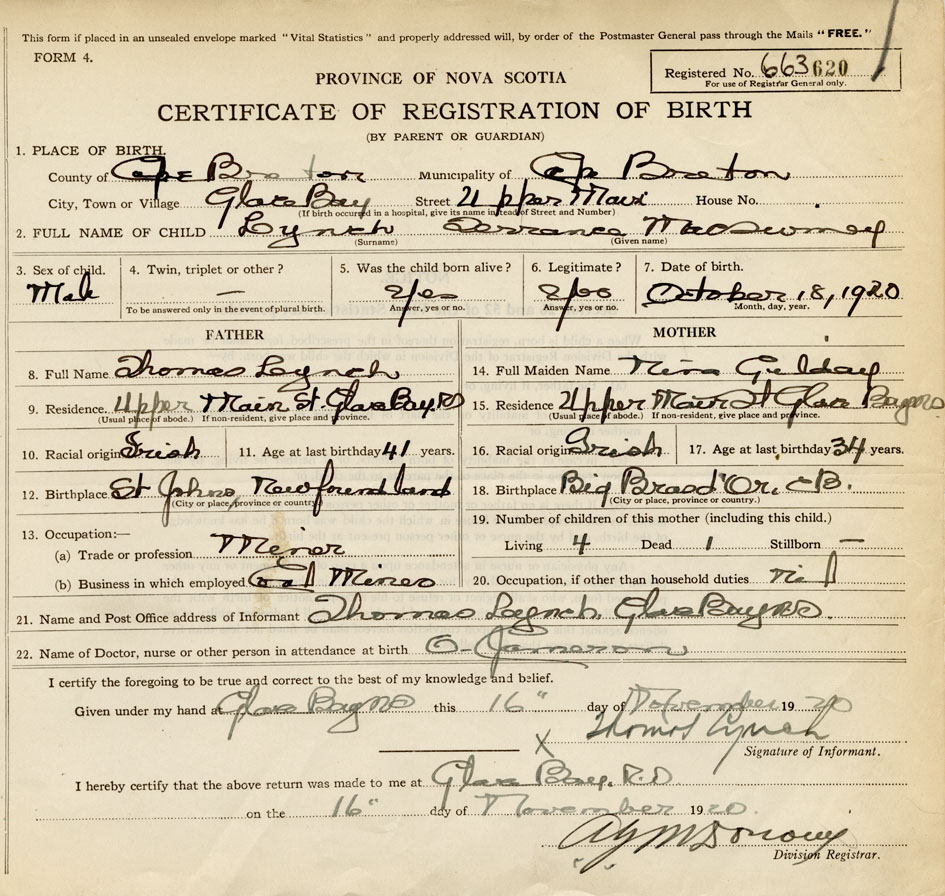 This form if placed in an unsealed envelope marked "Vital Statistics" and properly addressed will, by order of the Postmaster General pass through the Mails "FREE."
FORM 4.
Registered No. 663620
For use of Registrar General only.
PROVINCE OF NOVA SCOTIA
CERTIFICATE OF REGISTRATION OF BIRTH
(BY PARENT OR GUARDIAN)
1. PLACE OF BIRTH.
County of Cape Breton Municipality of Cape Breton
City, Town or Village Glace Bay Street Upper Main House No.
(If birth occured in a hospital, give its name instead of Street and Number)
2. FULL NAME OF CHILD Lynch Terrance
(Surname) (Given name)
3. Sex of child. 4. Twin, triplet or other? 5. Was the child born alive? 6. Legitimate? 7. Date of birth.
Male — Yes Yes October 18, 1920
To be answered only in the event of plural birth. Answer, yes or no. Answer, yes or no. Month, day, year.
FATHER MOTHER
8. Full Name Thomas Lynch 14. Full Maiden Name Gilday
9. Residence. Upper Main St Glace Bay 15. Residence Upper Main St Glace Bay
(Usual place of abode.) If non-resident, give place and province. (Usual place of abode.) If non-resident, give place and province.
10. Racial origin Irish 11. Age at last birthday 41 years. 16. Racial origin Irish 17. Age at last birthday 34 years.
12. Birthplace St Johns, Newfoundland 18. Birthplace Big Brasd'Or, CB.
(City or place, province or country) (City or place, province or country.)
19. Number of children of this mother (including this child.)
13. Occupation:—
(a) Trade or profession Miner Living 4 Dead 1 Stillborn —
(b) Business in which employed Coal Mines 20. Occupation, if other than household duties Nil
21. Name and Post Office address of Informant Thomas Lynch, Glace Bay NS.
22. Name of Doctor, nurse or other person in attendance at birth
I certify the foregoing to be true and correct to the best of my knowledge and belief.
Given under my hand at Glace Bay NS this 16" day of November 1920
X Thomas Lynch
Signature of Informant.
I hereby certify that the above return was made to me at Glace Bay.
on the 16" day of November 1920.
Division Registrar.